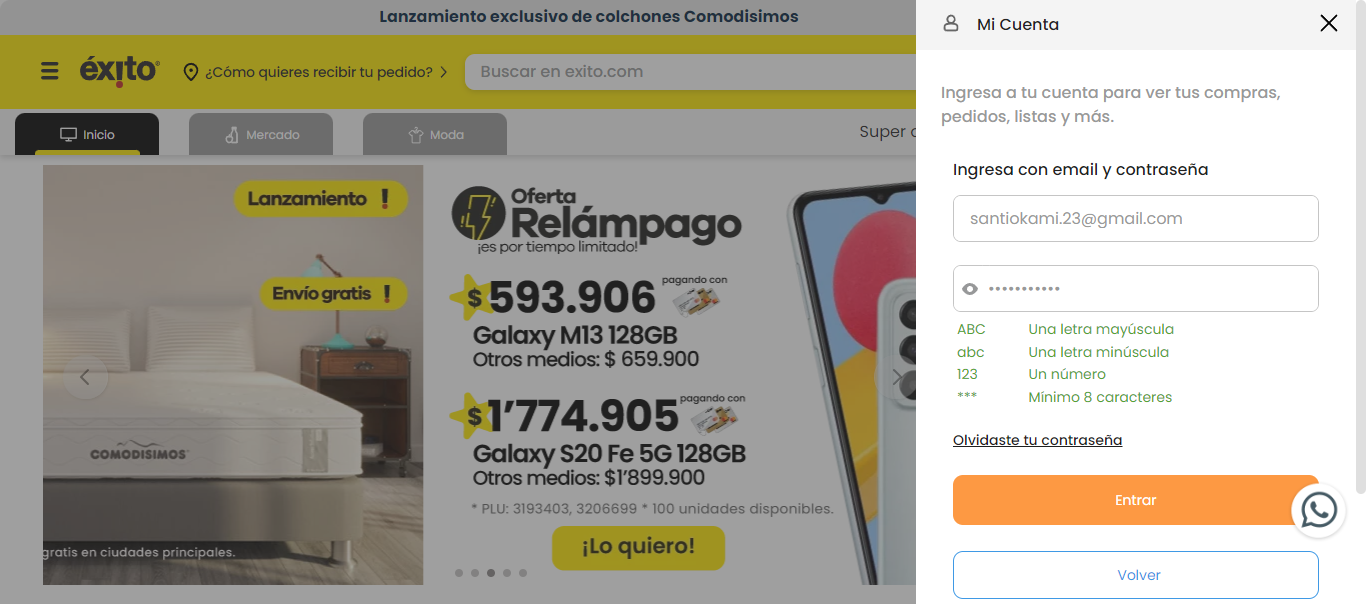 Lanzamiento exclusivo de colchones Comodisimos
Mi Cuenta
éxito
¿Cómo quieres recibir tu pedido?
Buscar en exito.com
Inicio
Mercado
Moda
Super
Lanzamiento !
Envío gratis !
COMODISIMOS
gratis en ciudades principales.
Oferta
Relámpago
¡es por tiempo limitado!
$593.906 pagando con
Galaxy M13 128GB
Otros medios: $ 659.900
$1'774.905 pagando con
Galaxy S20 Fe 5G 128GB
Otros medios: $1'899.900
* PLU: 3193403, 3206699 * 100 unidades disponibles.
¡Lo quiero!
Ingresa a tu cuenta para ver tus compras,
pedidos, listas y más.
Ingresa con email y contraseña
santiokami.23@gmail.com
•••••••••••
ABC Una letra mayúscula
abc Una letra minúscula
123 Un número
*** Mínimo 8 caracteres
Olvidaste tu contraseña
Entrar
Volver